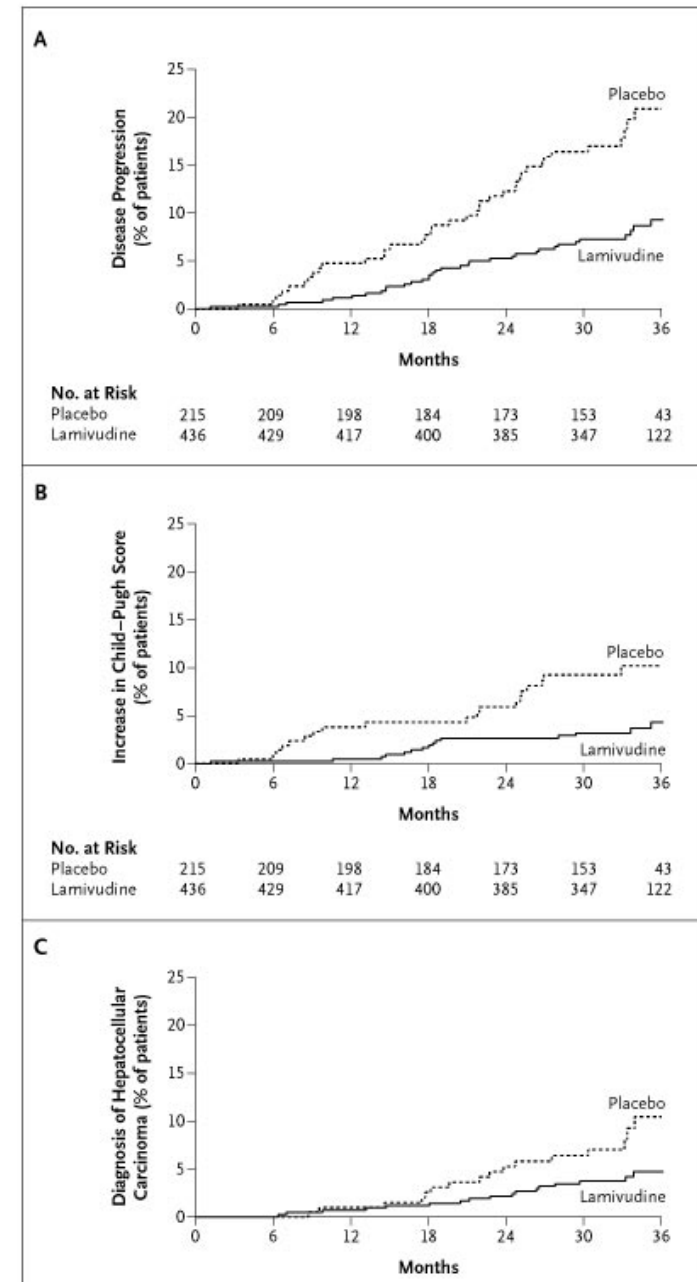 A
Disease Progression
(% of patients)
25
20
15
10
5
0
Placebo
Lamivudine
0 6 12 18 24 30 36
Months
No. at Risk
Placebo 215 209 198 184 173 153 43
Lamivudine 436 429 417 400 385 347 122
B
Increase in Child–Pugh Score
(% of patients)
25
20
15
10
5
0
Placebo
Lamivudine
0 6 12 18 24 30 36
Months
No. at Risk
Placebo 215 209 198 184 173 153 43
Lamivudine 436 429 417 400 385 347 122
C
Diagnosis of Hepatocellular
Carcinoma (% of patients)
25
20
15
10
5
0
Placebo
Lamivudine
0 6 12 18 24 30 36
Months